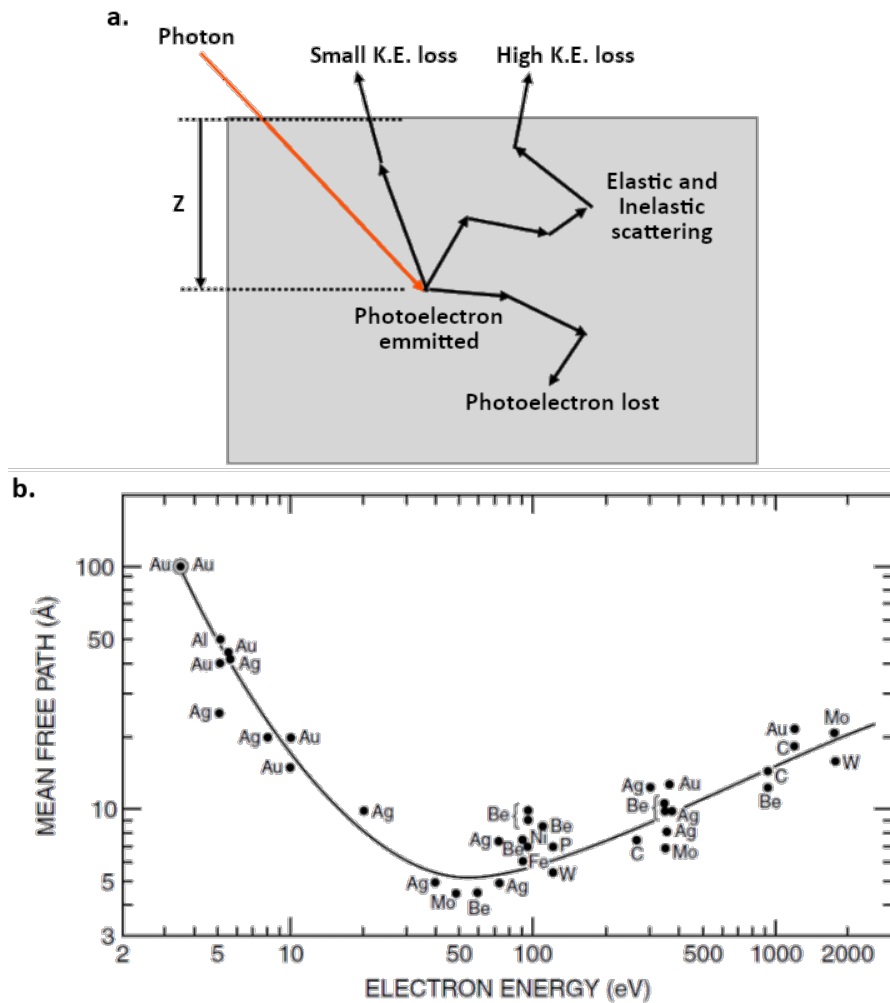 a.
Photon
Small K.E. loss
High K.E. loss
Z
Elastic and
Inelastic
scattering
Photoelectron
emmitted
Photoelectron lost
b.
MEAN FREE PATH (Å)
100
50
10
5
3
Au
Au
Al
Au
Au
Ag
Ag
Ag
Au
Au
Ag
Ag
Mo
Be
Ag
Ag
Be
Be
Ni
Be
P
Fe
W
Ag
Au
Be
Ag
Ag
C
Mo
Au
C
C
Be
Mo
W
2
5
10
50
100
500
1000
2000
ELECTRON ENERGY (eV)